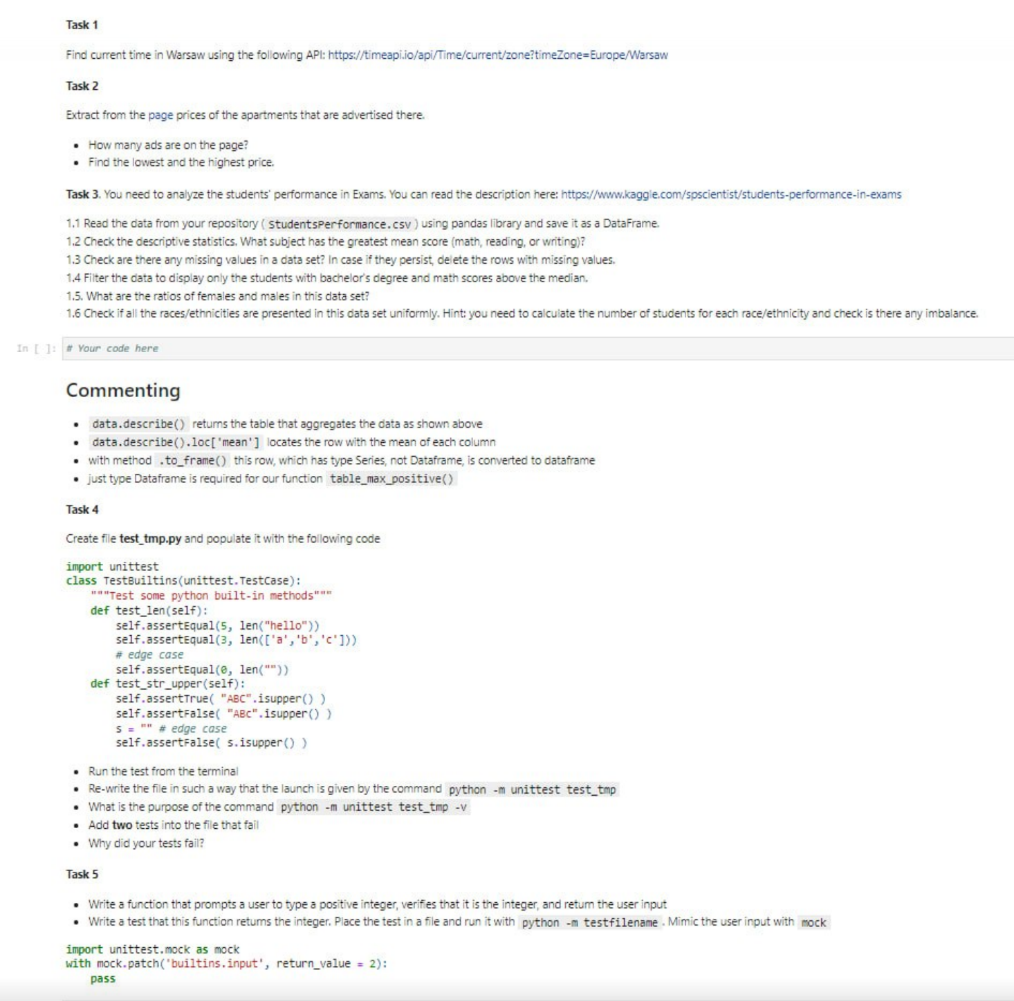 Task 1
Find current time in Warsaw using the following API: https://timeapi.io/api/Time/current/zone?timeZone=Europe/Warsaw
Task 2
Extract from the page prices of the apartments that are advertised there.
• How many ads are on the page?
• Find the lowest and the highest price.
Task 3. You need to analyze the students' performance in Exams. You can read the description here: https://www.kaggle.com/spscientist/students-performance-in-exams
1.1 Read the data from your repository ( StudentsPerformance.csv ) using pandas library and save it as a DataFrame.
1.2 Check the descriptive statistics. What subject has the greatest mean score (math, reading, or writing)?
1.3 Check are there any missing values in a data set? In case if they persist, delete the rows with missing values.
1.4 Filter the data to display only the students with bachelor's degree and math scores above the median.
1.5. What are the ratios of females and males in this data set?
1.6 Check if all the races/ethnicities are presented in this data set uniformly. Hint: you need to calculate the number of students for each race/ethnicity and check is there any imbalance.
In [ ]: # Your code here
Commenting
• data.describe() returns the table that aggregates the data as shown above
• data.describe().loc['mean'] locates the row with the mean of each column
• with method .to_frame() this row, which has type Series, not Dataframe, is converted to dataframe
• just type Dataframe is required for our function table_max_positive()
Task 4
Create file test_tmp.py and populate it with the following code
import unittest
class TestBuiltins(unittest.TestCase):
    """Test some python built-in methods"""
    def test_len(self):
        self.assertEqual(5, len("hello"))
        self.assertEqual(3, len(['a','b','c']))
        # edge case
        self.assertEqual(0, len(""))
    def test_str_upper(self):
        self.assertTrue( "ABC".isupper() )
        self.assertFalse( "ABc".isupper() )
        s = "" # edge case
        self.assertFalse( s.isupper() )
• Run the test from the terminal
• Re-write the file in such a way that the launch is given by the command python -m unittest test_tmp
• What is the purpose of the command python -m unittest test_tmp -v
• Add two tests into the file that fail
• Why did your tests fail?
Task 5
• Write a function that prompts a user to type a positive integer, verifies that it is the integer, and return the user input
• Write a test that this function returns the integer. Place the test in a file and run it with python -m testfilename . Mimic the user input with mock
import unittest.mock as mock
with mock.patch('builtins.input', return_value = 2):
    pass